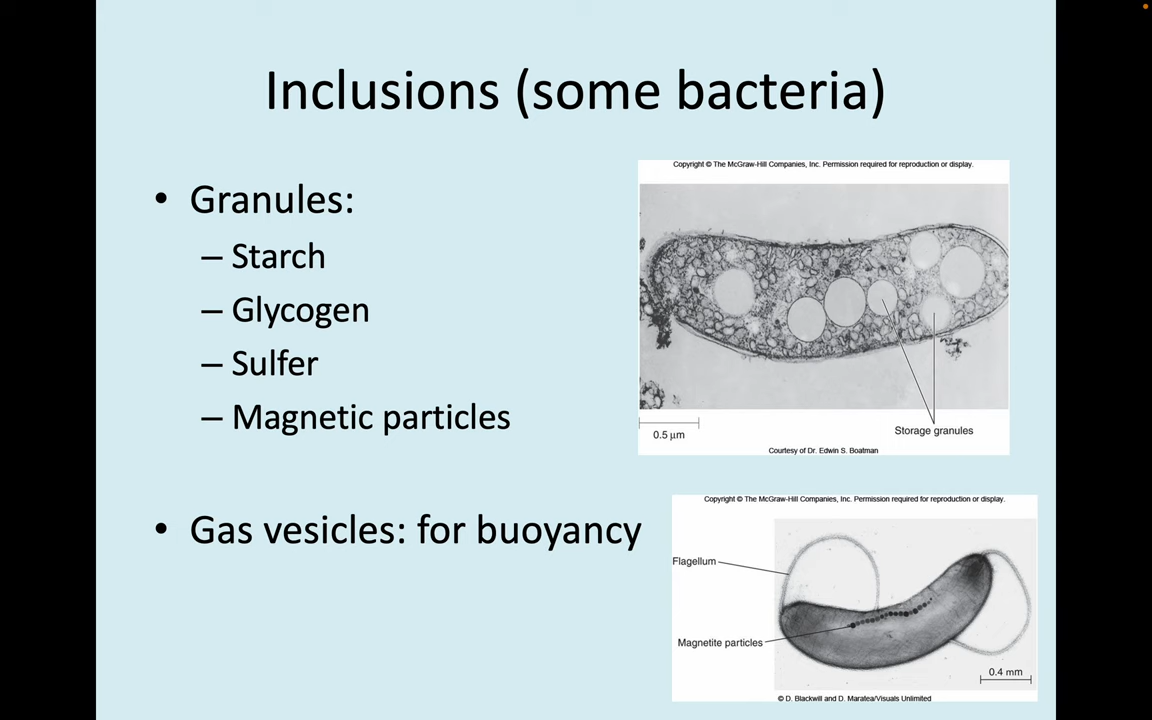 Inclusions (some bacteria)
• Granules:
– Starch
– Glycogen
– Sulfer
– Magnetic particles
• Gas vesicles: for buoyancy
Copyright © The McGraw-Hill Companies, Inc. Permission required for reproduction or display.
Storage granules
0.5 μm
Courtesy of Dr. Edwin S. Boatman
Copyright © The McGraw-Hill Companies, Inc. Permission required for reproduction or display.
Flagellum
Magnetite particles
0.4 mm
© D. Blackwill and D. Maratea/Visuals Unlimited